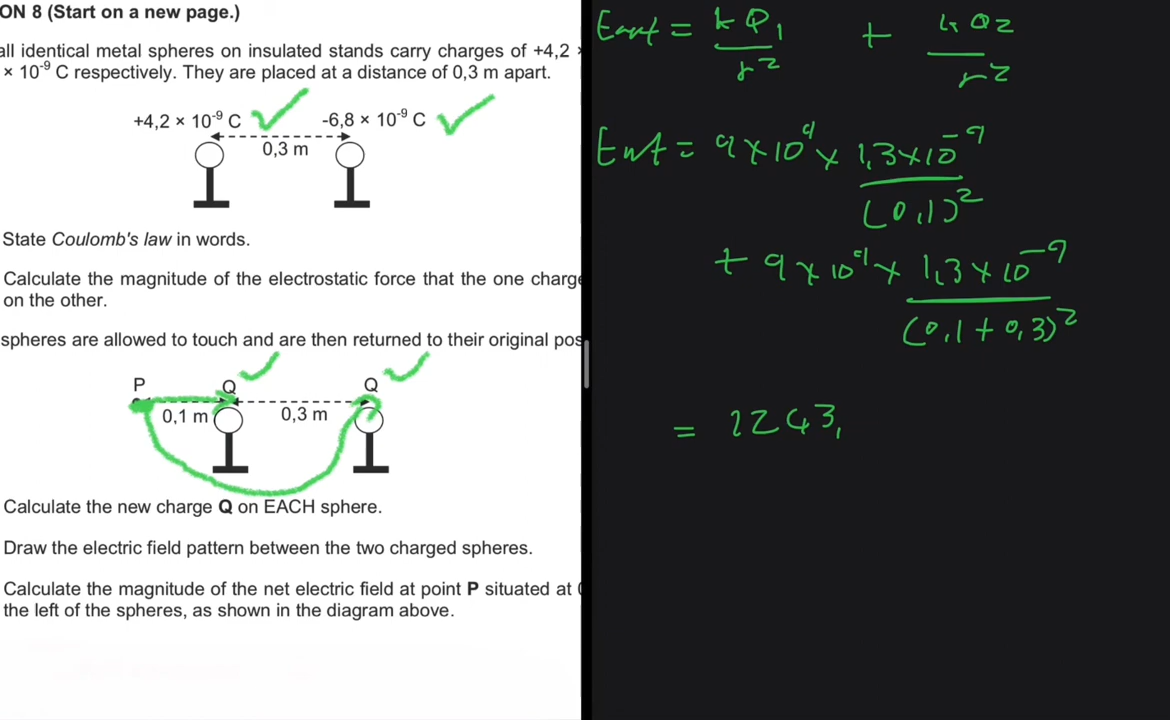 ON 8 (Start on a new page.)
all identical metal spheres on insulated stands carry charges of +4,2 ×
× 10⁻⁹ C respectively. They are placed at a distance of 0,3 m apart.
+4,2 × 10⁻⁹ C -6,8 × 10⁻⁹ C
0,3 m
State Coulomb's law in words.
Calculate the magnitude of the electrostatic force that the one charge
on the other.
spheres are allowed to touch and are then returned to their original pos
P Q Q
0,1 m 0,3 m
Calculate the new charge Q on EACH sphere.
Draw the electric field pattern between the two charged spheres.
Calculate the magnitude of the net electric field at point P situated at 0
the left of the spheres, as shown in the diagram above.
Enet = kQ₁/r² + kQ₂/r²
Enet = 9×10⁹ × 1,3×10⁻⁹/(0,1)²
+ 9×10⁹ × 1,3×10⁻⁹/(0,1+0,3)²
= 1243,